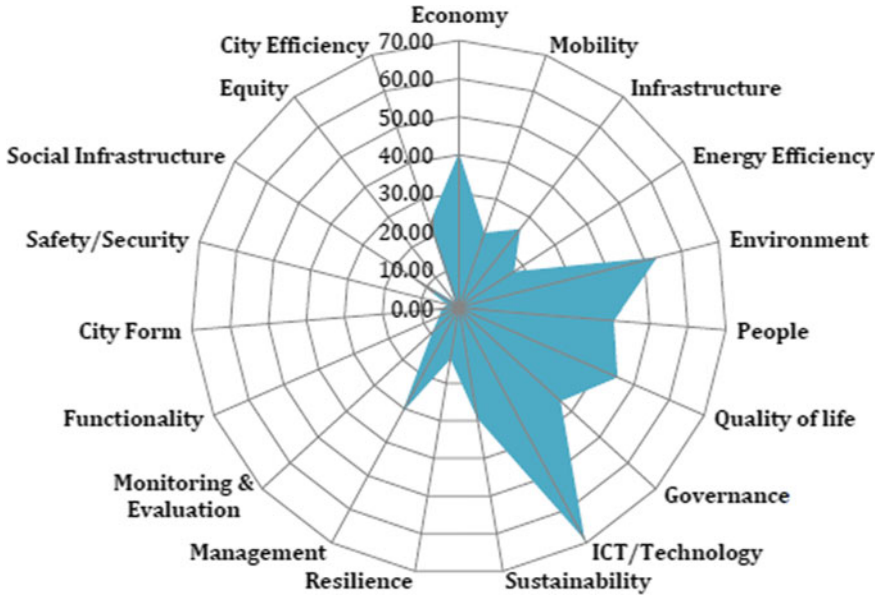 Economy
Mobility
Infrastructure
Energy Efficiency
Environment
People
Quality of life
Governance
ICT/Technology
Sustainability
Resilience
Management
Monitoring &
Evaluation
Functionality
City Form
Safety/Security
Social Infrastructure
Equity
City Efficiency
70.00
60.00
50.00
40.00
30.00
20.00
10.00
0.00